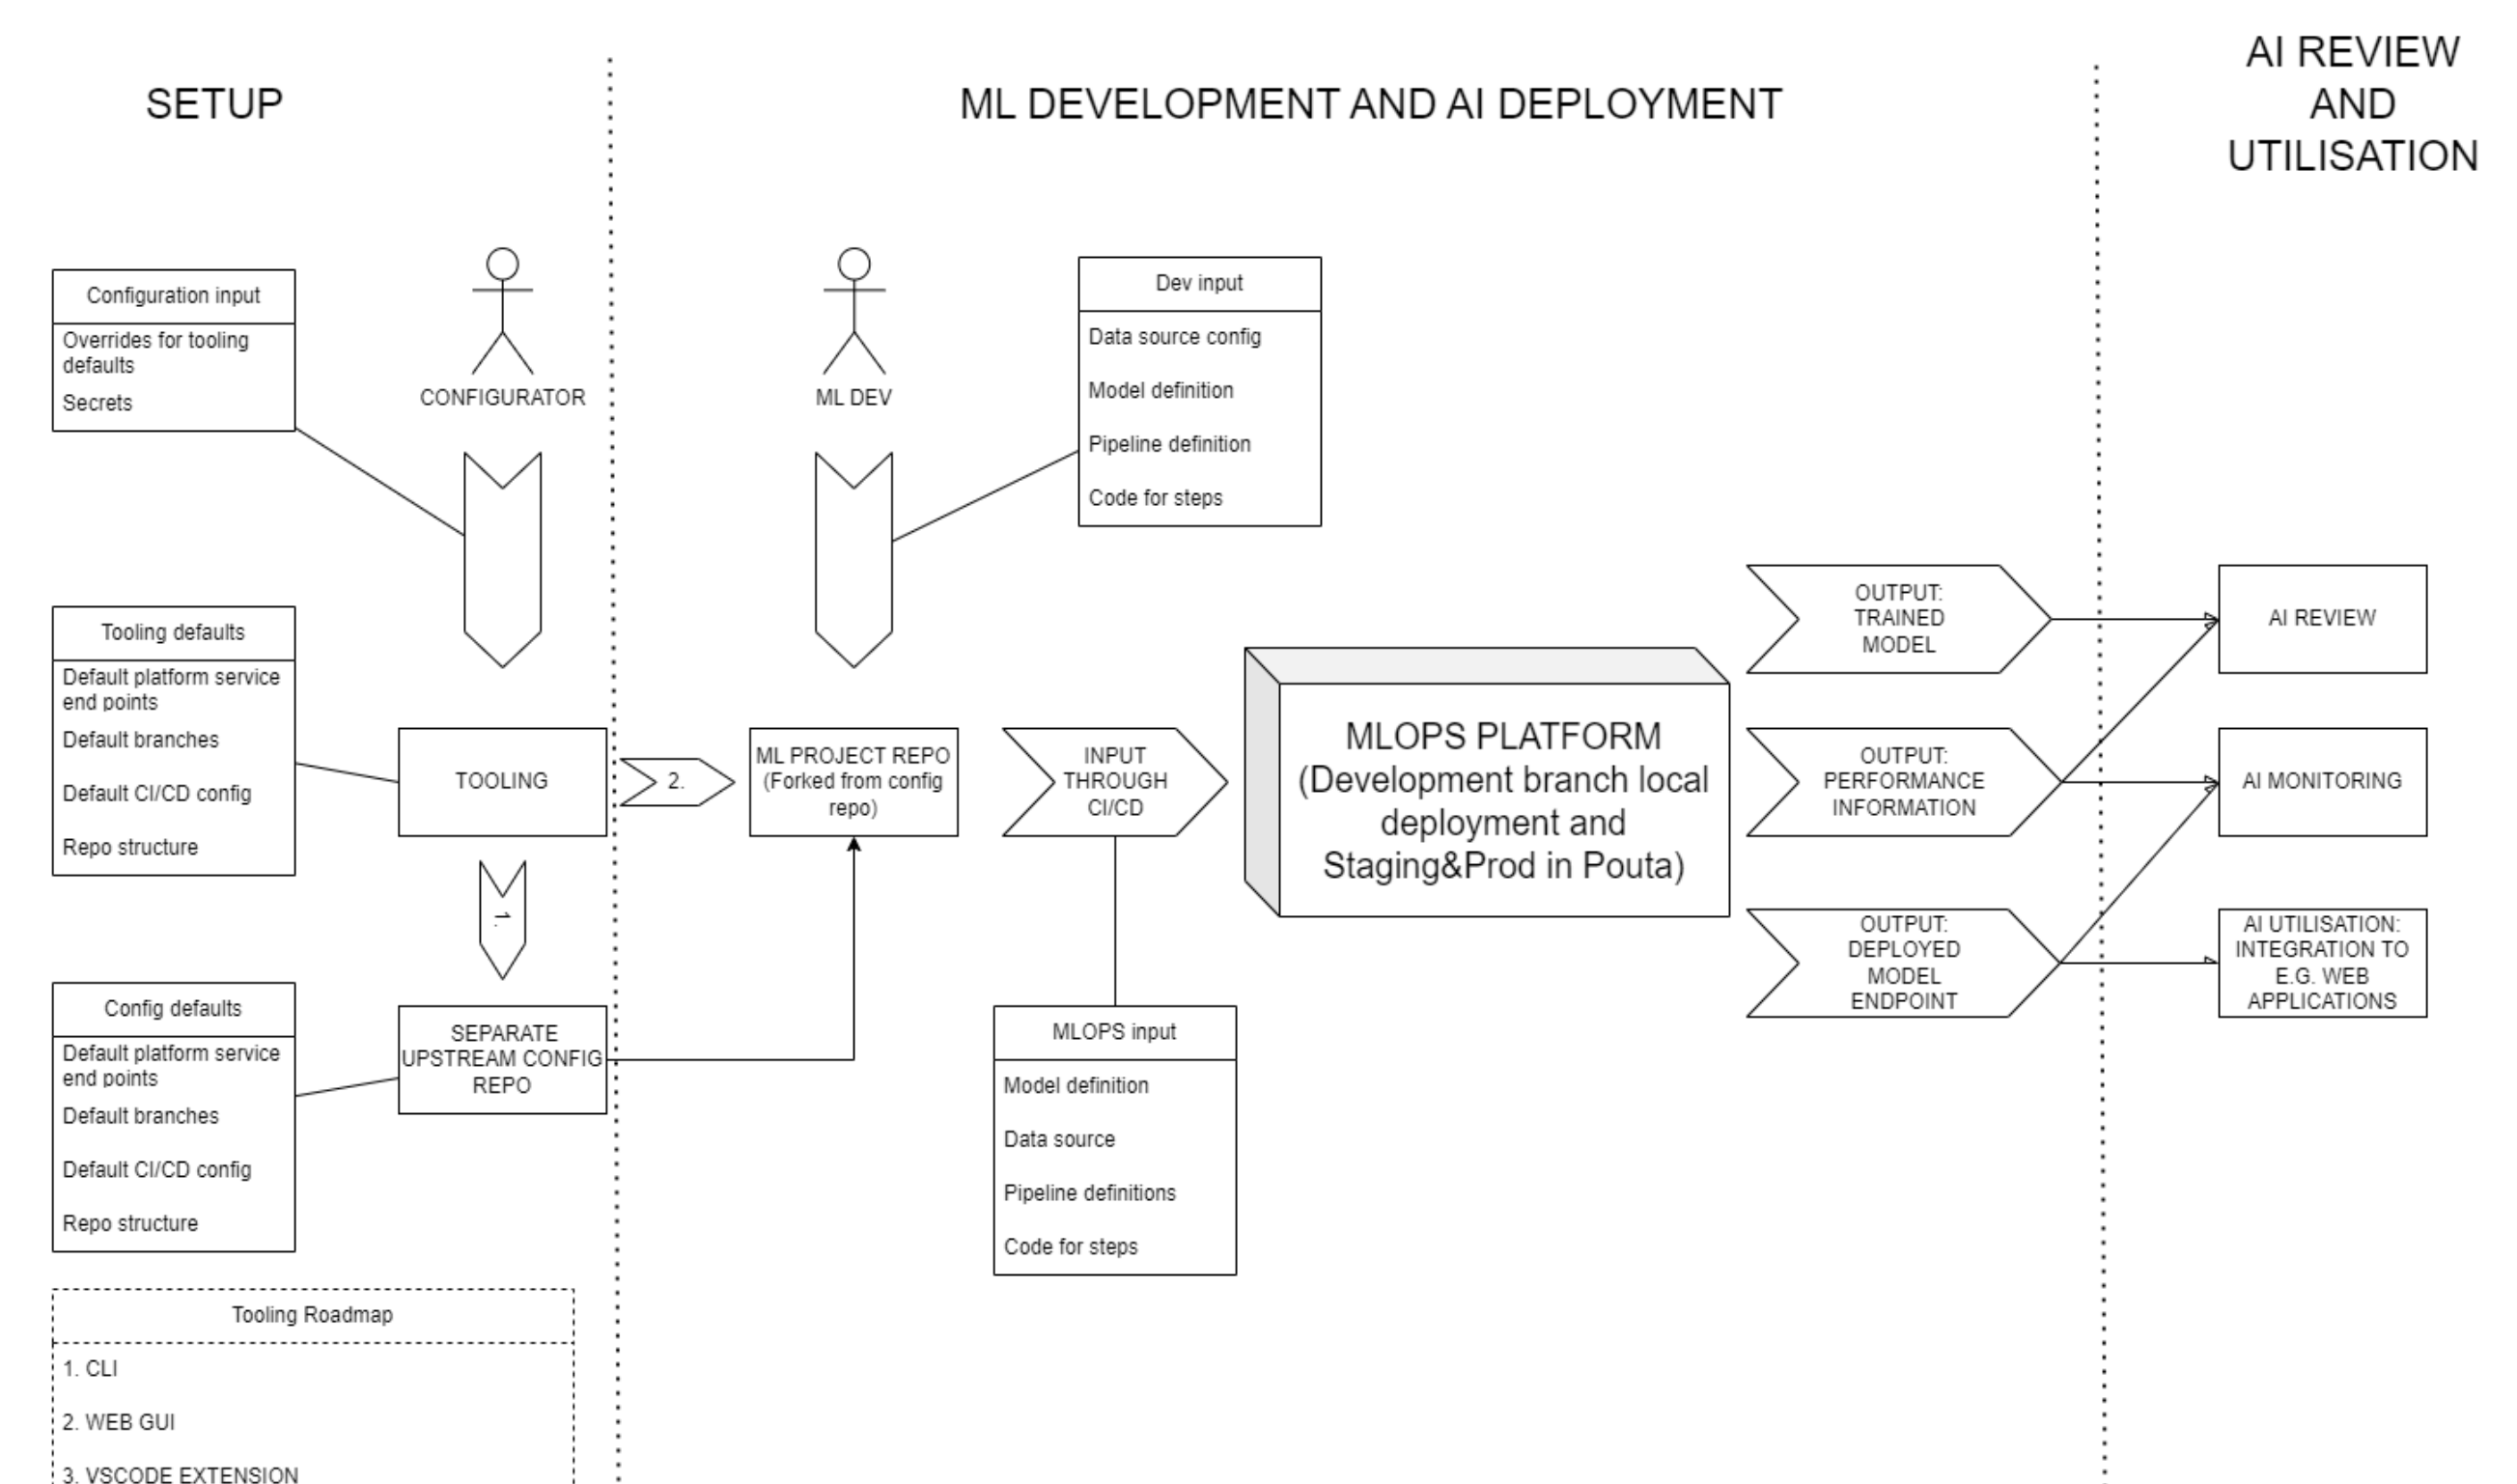 SETUP
ML DEVELOPMENT AND AI DEPLOYMENT
AI REVIEW
AND
UTILISATION
Configuration input
Overrides for tooling
defaults
Secrets
CONFIGURATOR
ML DEV
Dev input
Data source config
Model definition
Pipeline definition
Code for steps
Tooling defaults
Default platform service
end points
Default branches
Default CI/CD config
Repo structure
TOOLING
2.
ML PROJECT REPO
(Forked from config
repo)
INPUT
THROUGH
CI/CD
MLOPS PLATFORM
(Development branch local
deployment and
Staging&Prod in Pouta)
OUTPUT:
TRAINED
MODEL
AI REVIEW
OUTPUT:
PERFORMANCE
INFORMATION
AI MONITORING
OUTPUT:
DEPLOYED
MODEL
ENDPOINT
AI UTILISATION:
INTEGRATION TO
E.G. WEB
APPLICATIONS
1.
Config defaults
Default platform service
end points
Default branches
Default CI/CD config
Repo structure
SEPARATE
UPSTREAM CONFIG
REPO
MLOPS input
Model definition
Data source
Pipeline definitions
Code for steps
Tooling Roadmap
1. CLI
2. WEB GUI
3. VSCODE EXTENSION